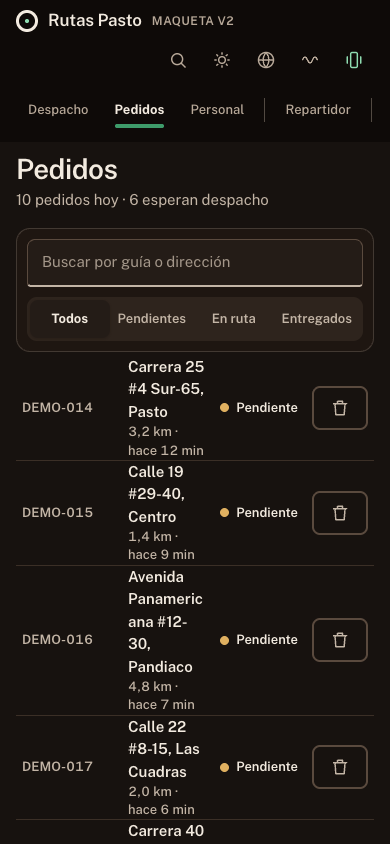 Rutas Pasto MAQUETA V2
Despacho Pedidos Personal Repartidor
Pedidos
10 pedidos hoy · 6 esperan despacho
Buscar por guía o dirección
Todos Pendientes En ruta Entregados
DEMO-014
Carrera 25
#4 Sur-65,
Pasto
3,2 km ·
hace 12 min
Pendiente
DEMO-015
Calle 19
#29-40,
Centro
1,4 km ·
hace 9 min
Pendiente
DEMO-016
Avenida
Panameric
ana #12-
30,
Pandiaco
4,8 km ·
hace 7 min
Pendiente
DEMO-017
Calle 22
#8-15, Las
Cuadras
2,0 km ·
hace 6 min
Pendiente
Carrera 40